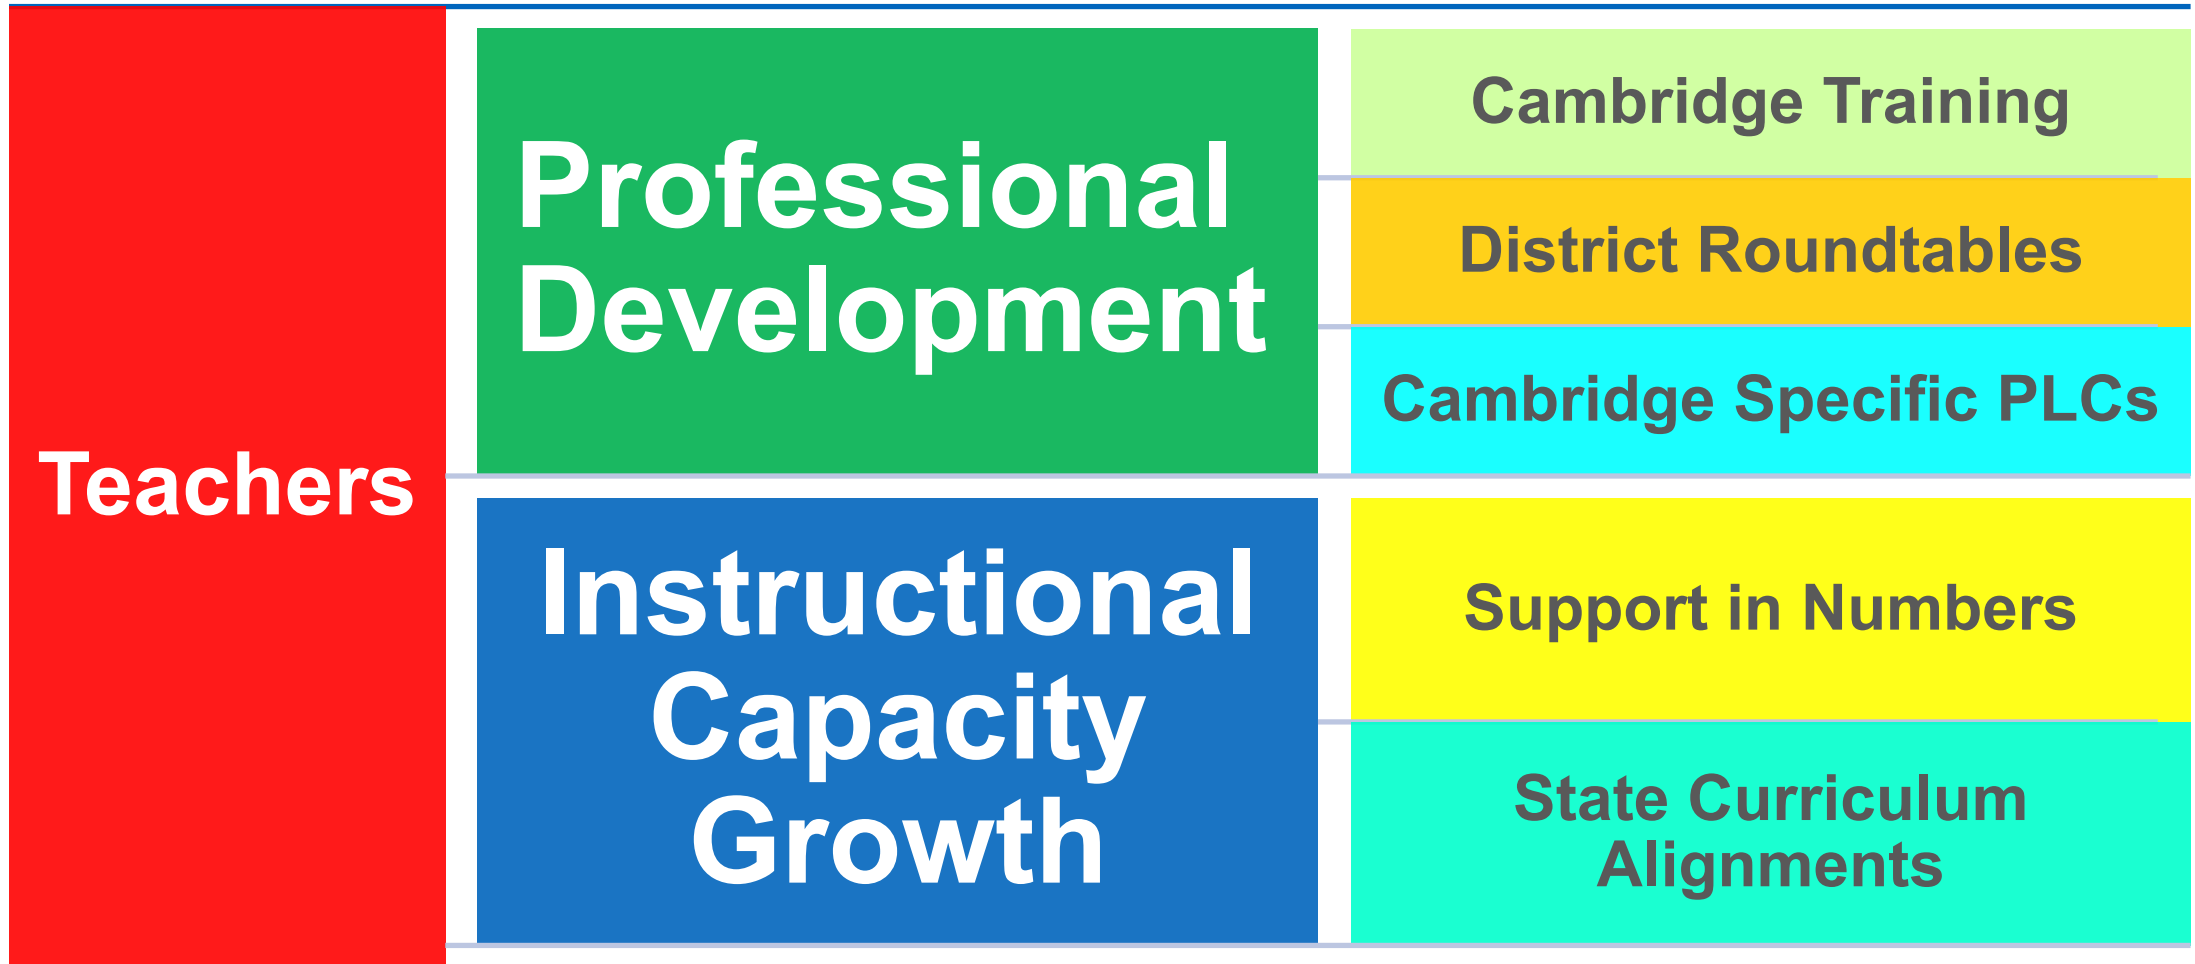 Teachers
Professional
Development
Cambridge Training
District Roundtables
Cambridge Specific PLCs
Instructional
Capacity
Growth
Support in Numbers
State Curriculum
Alignments